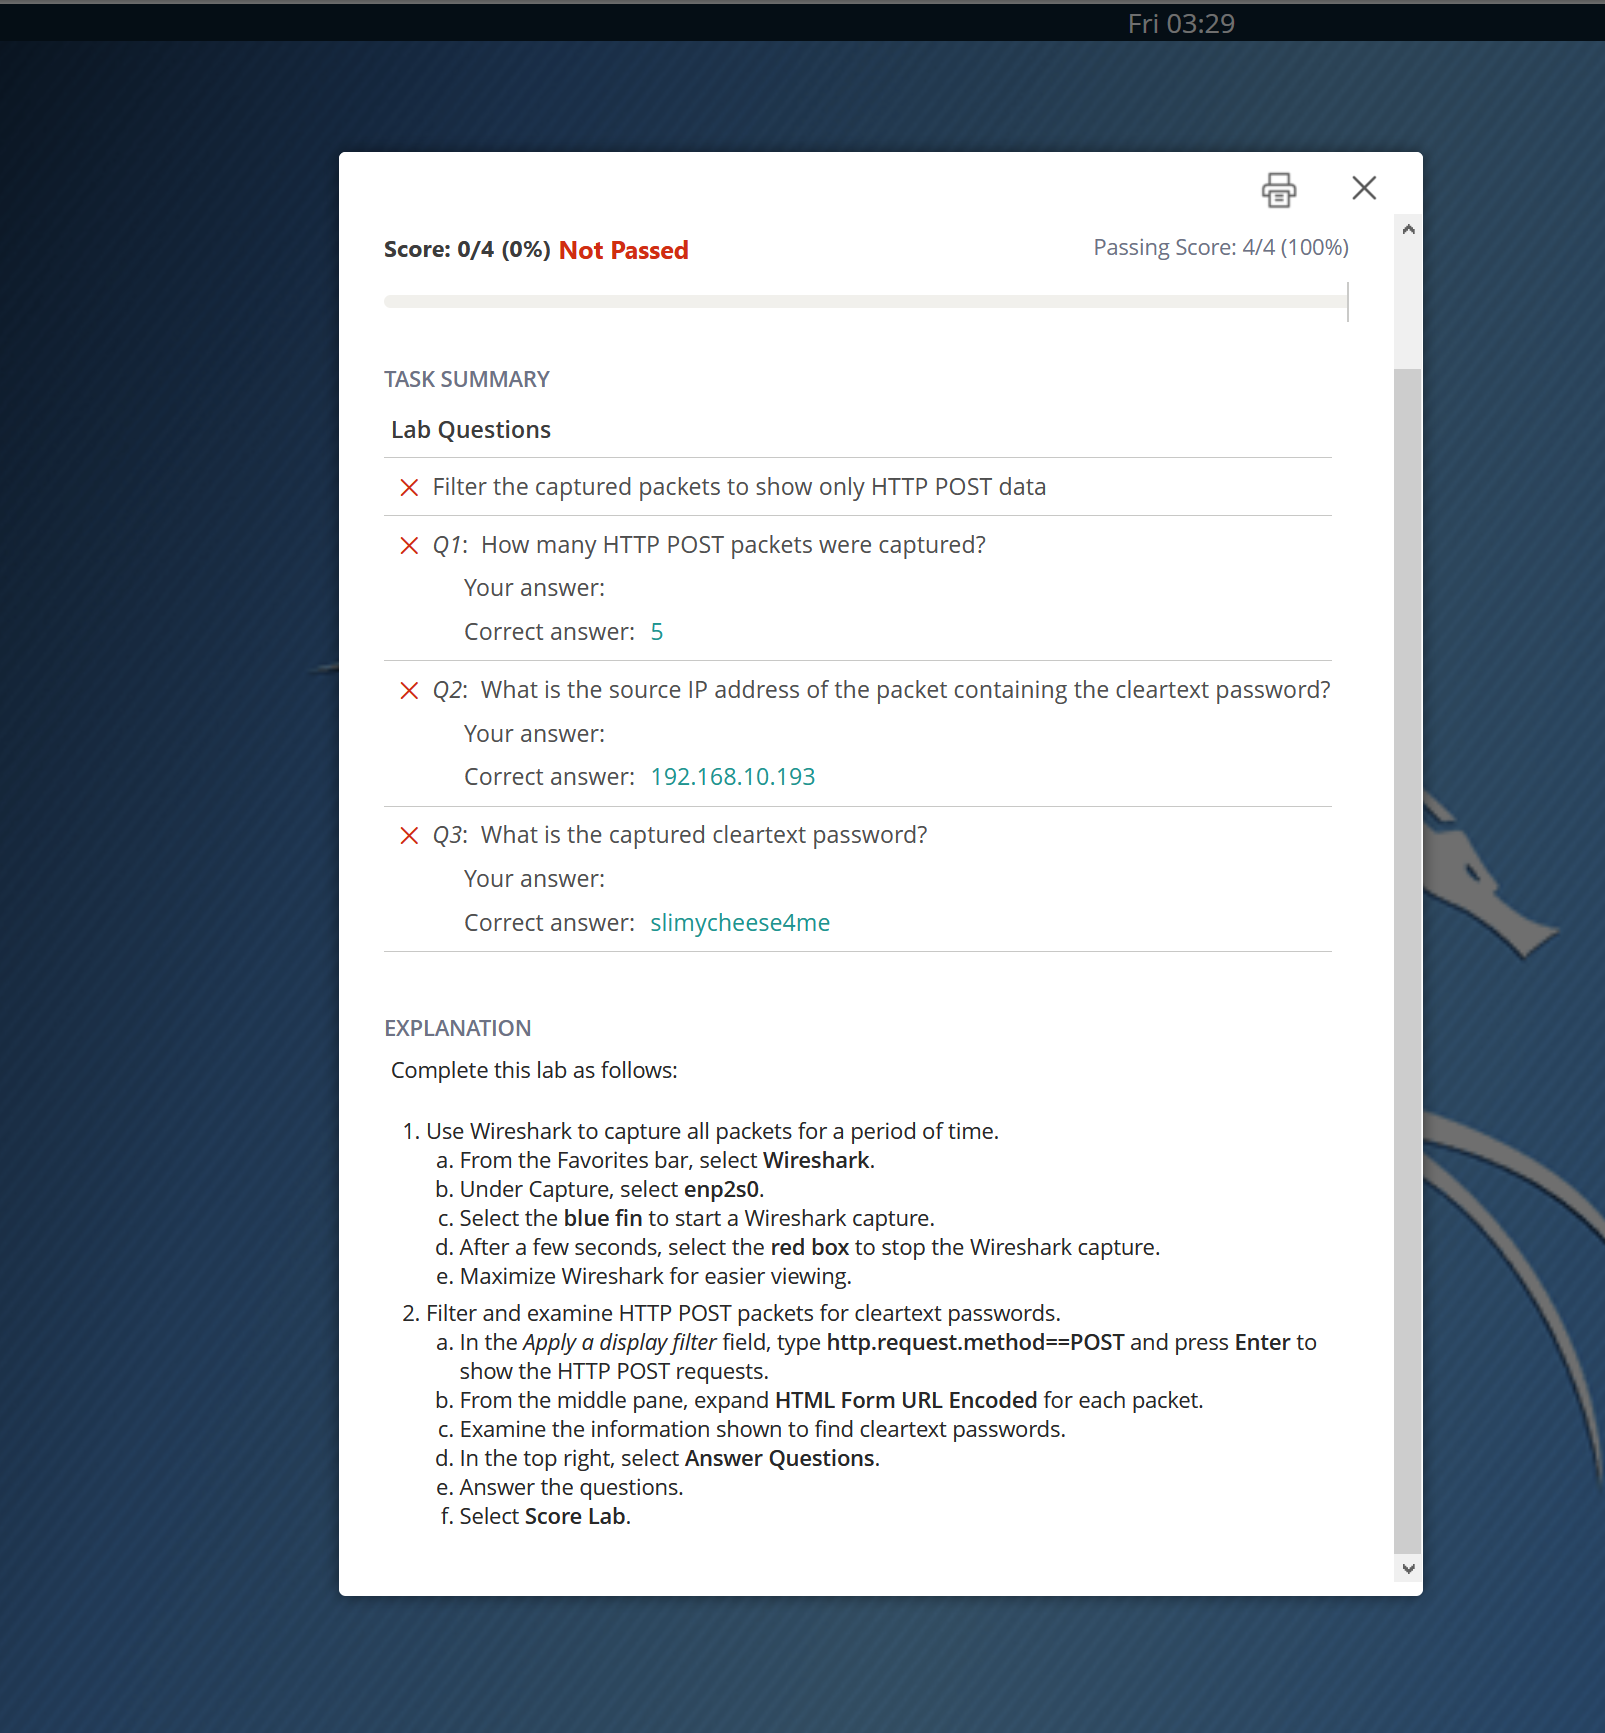 Fri 03:29
Score: 0/4 (0%) Not Passed
Passing Score: 4/4 (100%)
TASK SUMMARY
Lab Questions
Filter the captured packets to show only HTTP POST data
Q1: How many HTTP POST packets were captured?
Your answer:
Correct answer: 5
Q2: What is the source IP address of the packet containing the cleartext password?
Your answer:
Correct answer: 192.168.10.193
Q3: What is the captured cleartext password?
Your answer:
Correct answer: slimycheese4me
EXPLANATION
Complete this lab as follows:
1. Use Wireshark to capture all packets for a period of time.
a. From the Favorites bar, select Wireshark.
b. Under Capture, select enp2s0.
c. Select the blue fin to start a Wireshark capture.
d. After a few seconds, select the red box to stop the Wireshark capture.
e. Maximize Wireshark for easier viewing.
2. Filter and examine HTTP POST packets for cleartext passwords.
a. In the Apply a display filter field, type http.request.method==POST and press Enter to
show the HTTP POST requests.
b. From the middle pane, expand HTML Form URL Encoded for each packet.
c. Examine the information shown to find cleartext passwords.
d. In the top right, select Answer Questions.
e. Answer the questions.
f. Select Score Lab.